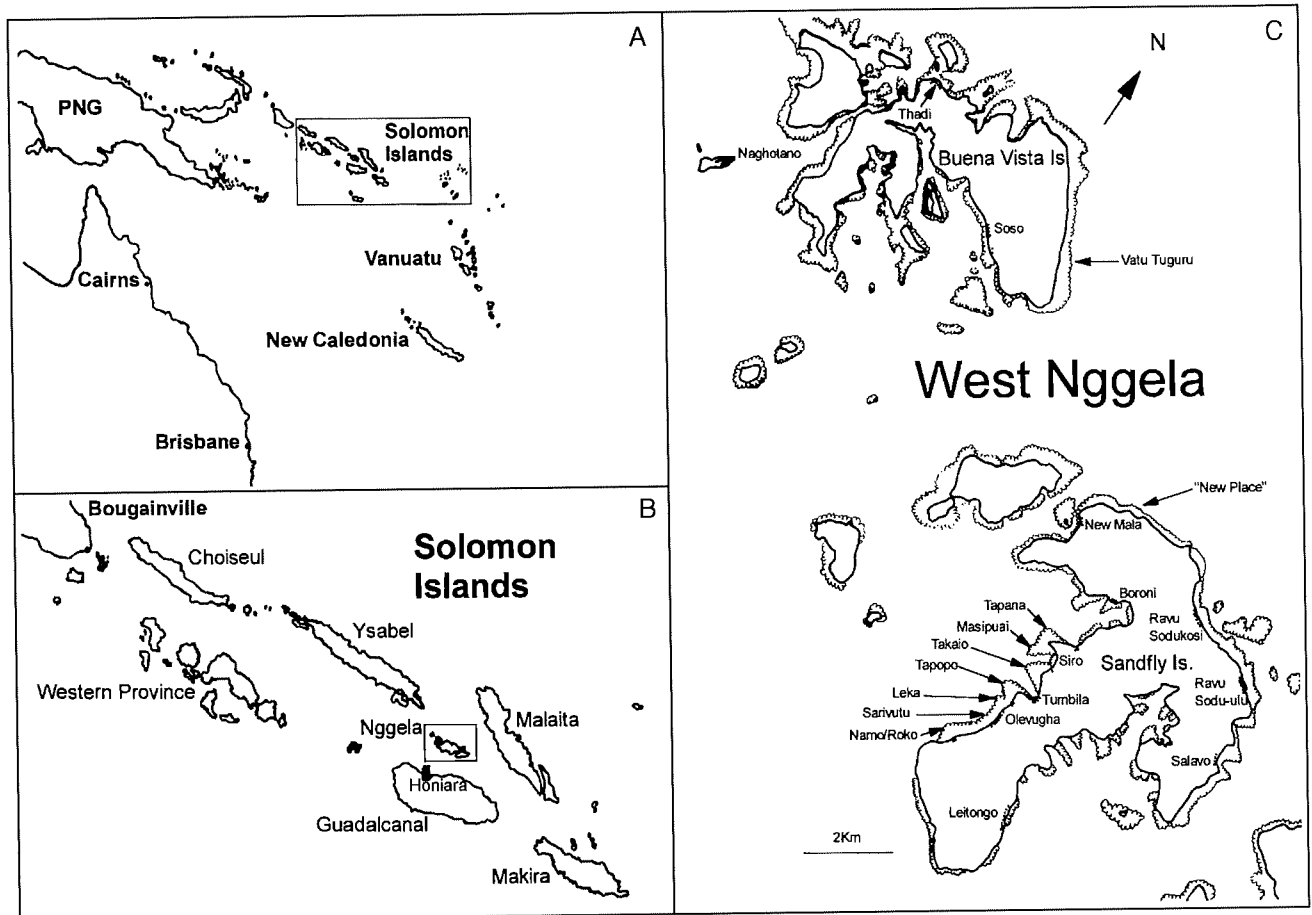 A
PNG
Solomon
Islands
Vanuatu
Cairns
New Caledonia
Brisbane
B
Bougainville
Solomon
Islands
Choiseul
Ysabel
Western Province
Nggela
Malaita
Honiara
Guadalcanal
Makira
C
N
Thadi
Naghotano
Buena Vista Is
Soso
Vatu Tuguru
West Nggela
"New Place"
New Mala
Boroni
Tapana
Ravu
Sodukosi
Masipuai
Takaio
Siro
Sandfly Is.
Tapopo
Leka
Tumbila
Ravu
Sodu-ulu
Sarivutu
Olevugha
Namo/Roko
Salavo
Leitongo
2Km